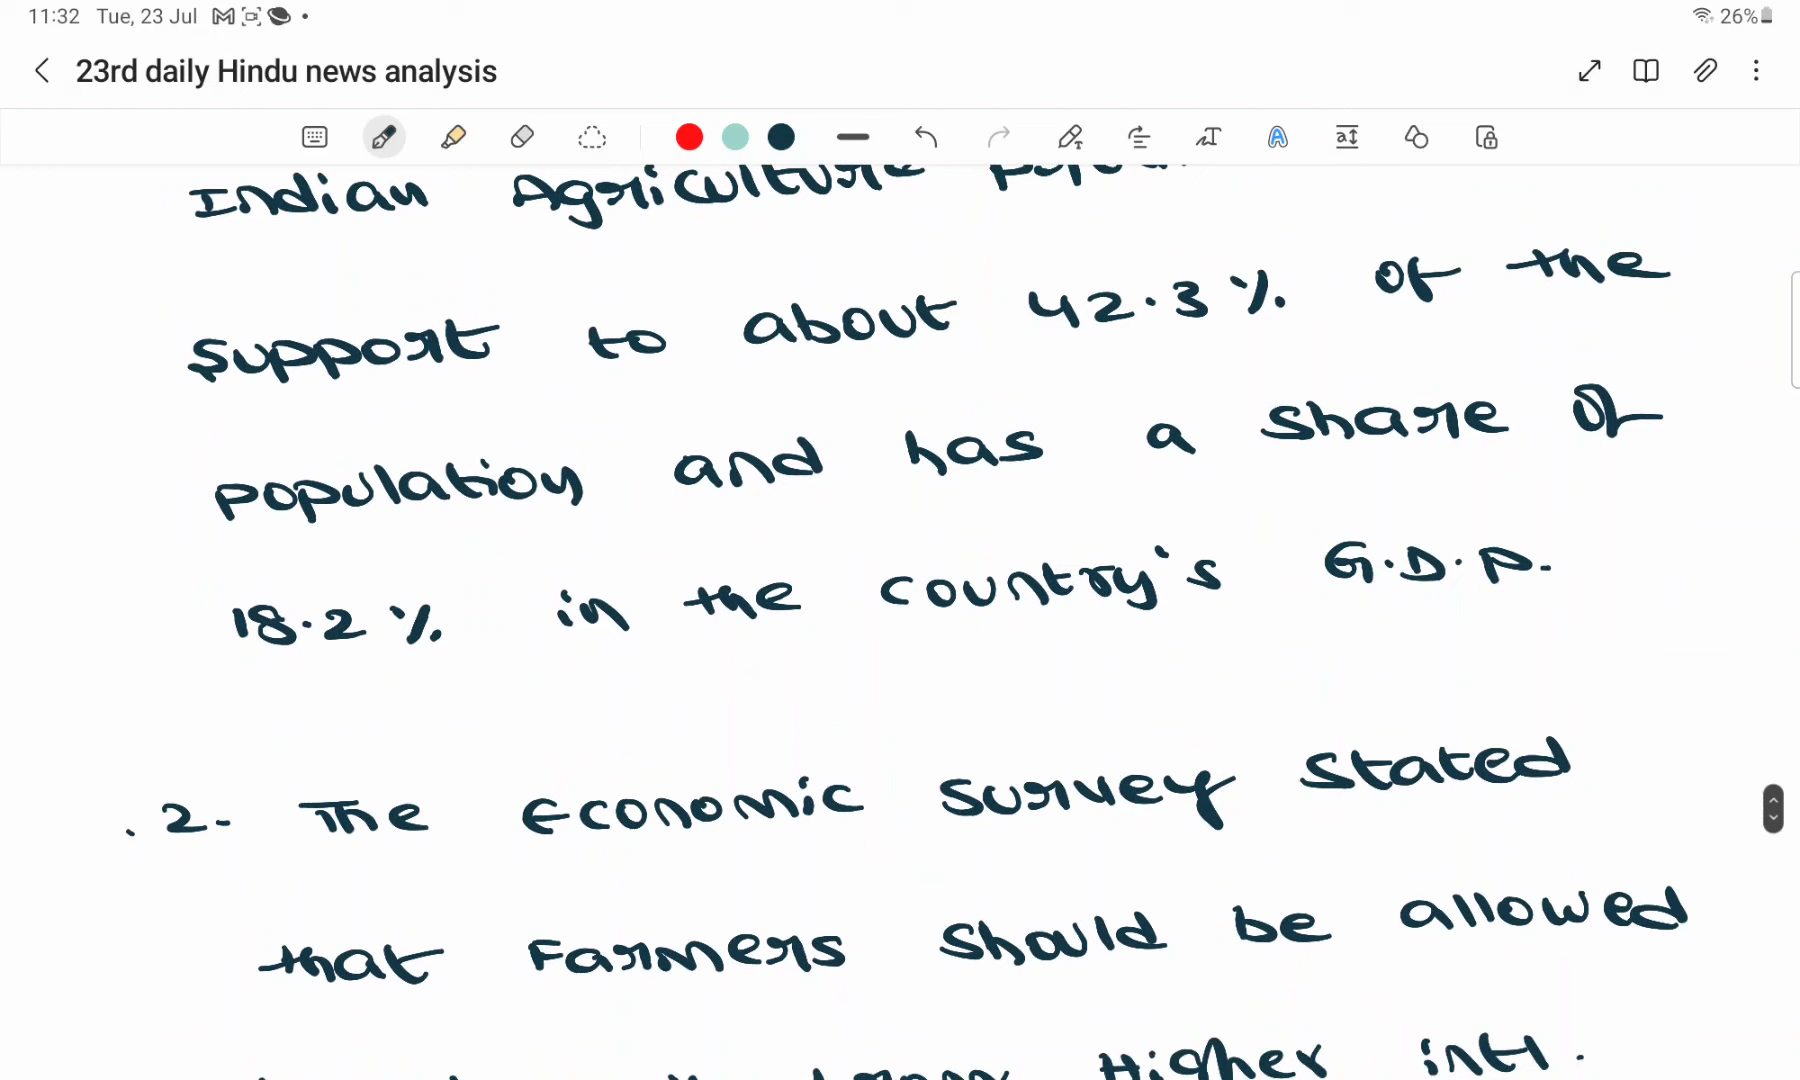 11:32 Tue, 23 Jul 26%
23rd daily Hindu news analysis
Indian Agriculture
support to about 42.3% of the
population and has a share of
18.2% in the country's G.D.P.
2. The Economic Survey stated
that Farmers should be allowed
Higher intl.